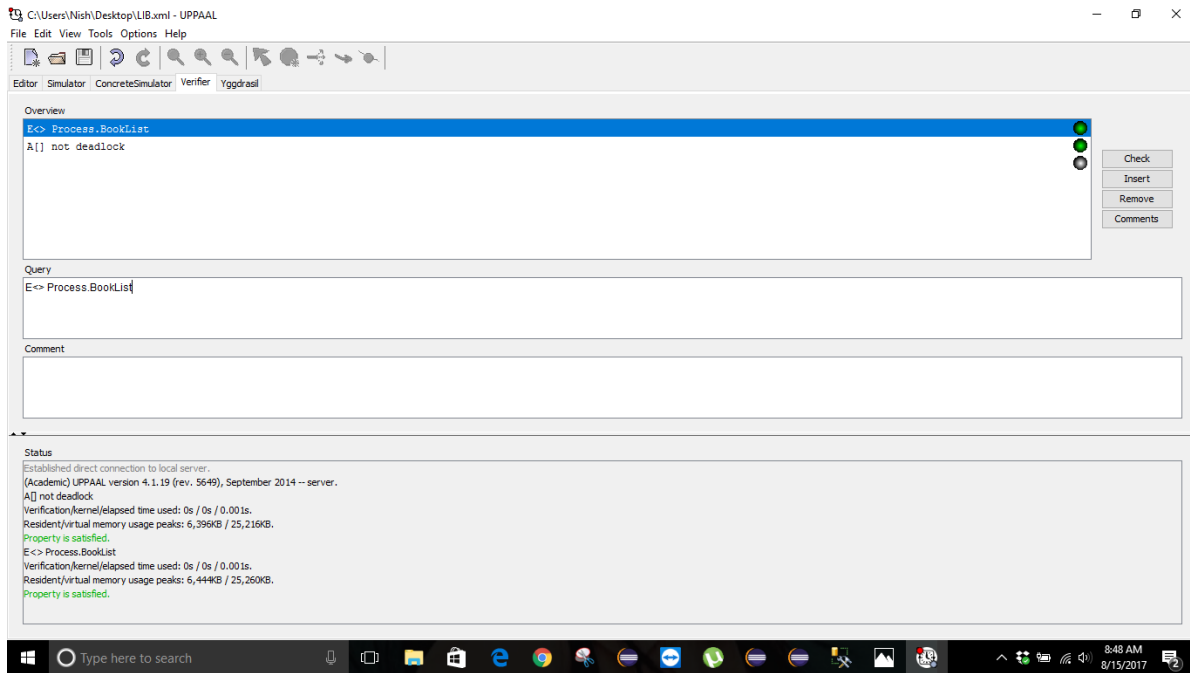 C:\Users\Nish\Desktop\LIB.xml - UPPAAL
File Edit View Tools Options Help
Editor Simulator ConcreteSimulator Verifier Yggdrasil
Overview
E<> Process.BookList
A[] not deadlock
Check
Insert
Remove
Comments
Query
E<> Process.BookList
Comment
Status
Established direct connection to local server.
(Academic) UPPAAL version 4.1.19 (rev. 5649), September 2014 -- server.
A[] not deadlock
Verification/kernel/elapsed time used: 0s / 0s / 0.001s.
Resident/virtual memory usage peaks: 6,396KB / 25,216KB.
Property is satisfied.
E<> Process.BookList
Verification/kernel/elapsed time used: 0s / 0s / 0.001s.
Resident/virtual memory usage peaks: 6,444KB / 25,260KB.
Property is satisfied.
Type here to search
8:48 AM
8/15/2017
2